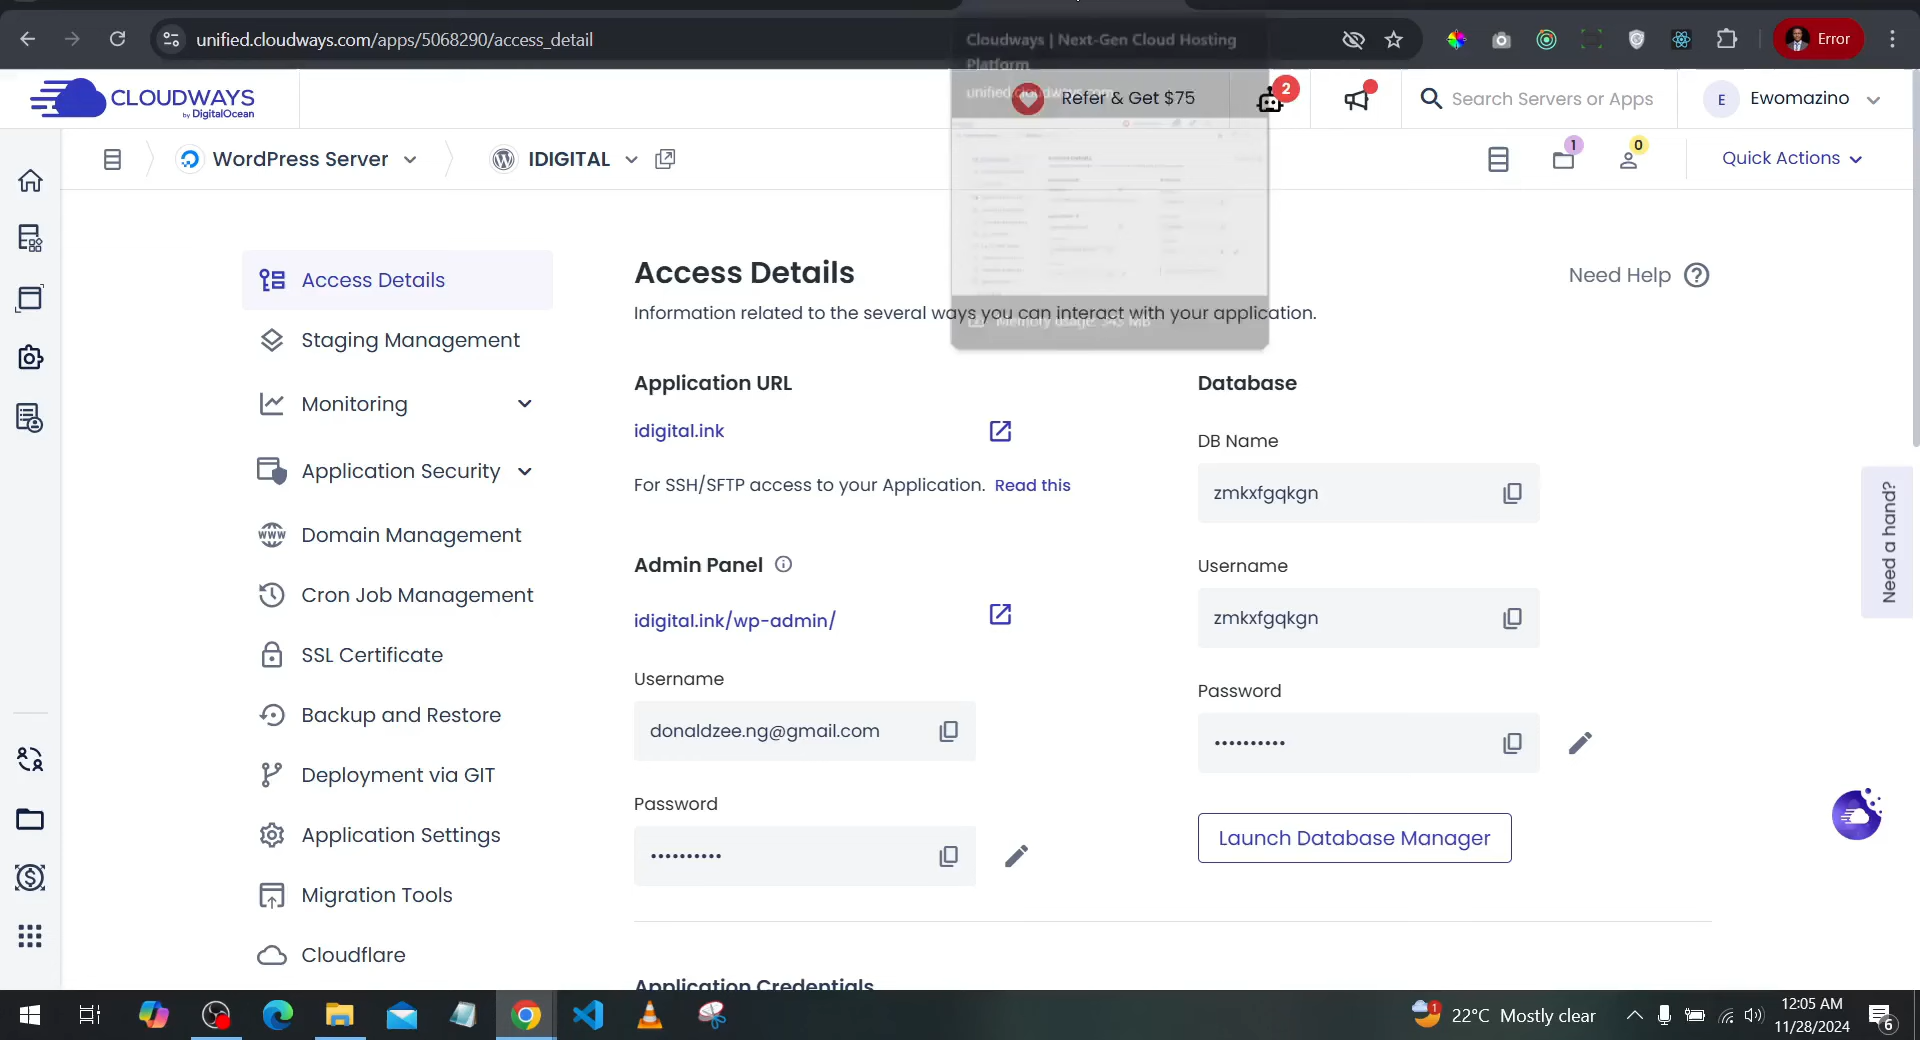 unified.cloudways.com/apps/5068290/access_detail
Cloudways | Next-Gen Cloud Hosting
Platform
Error
CLOUDWAYS
by DigitalOcean
Refer & Get $75
2
Search Servers or Apps
E
Ewomazino
WordPress Server
IDIGITAL
1
0
Quick Actions
Access Details
Staging Management
Monitoring
Application Security
Domain Management
Cron Job Management
SSL Certificate
Backup and Restore
Deployment via GIT
Application Settings
Migration Tools
Cloudflare
Access Details
Need Help
Information related to the several ways you can interact with your application.
Memory usage: 343 MB
Application URL
idigital.ink
For SSH/SFTP access to your Application. Read this
Admin Panel
idigital.ink/wp-admin/
Username
donaldzee.ng@gmail.com
Password
••••••••••
Database
DB Name
zmkxfgqkgn
Username
zmkxfgqkgn
Password
••••••••••
Launch Database Manager
Need a hand?
Application Credentials
1
22°C Mostly clear
12:05 AM
11/28/2024
6